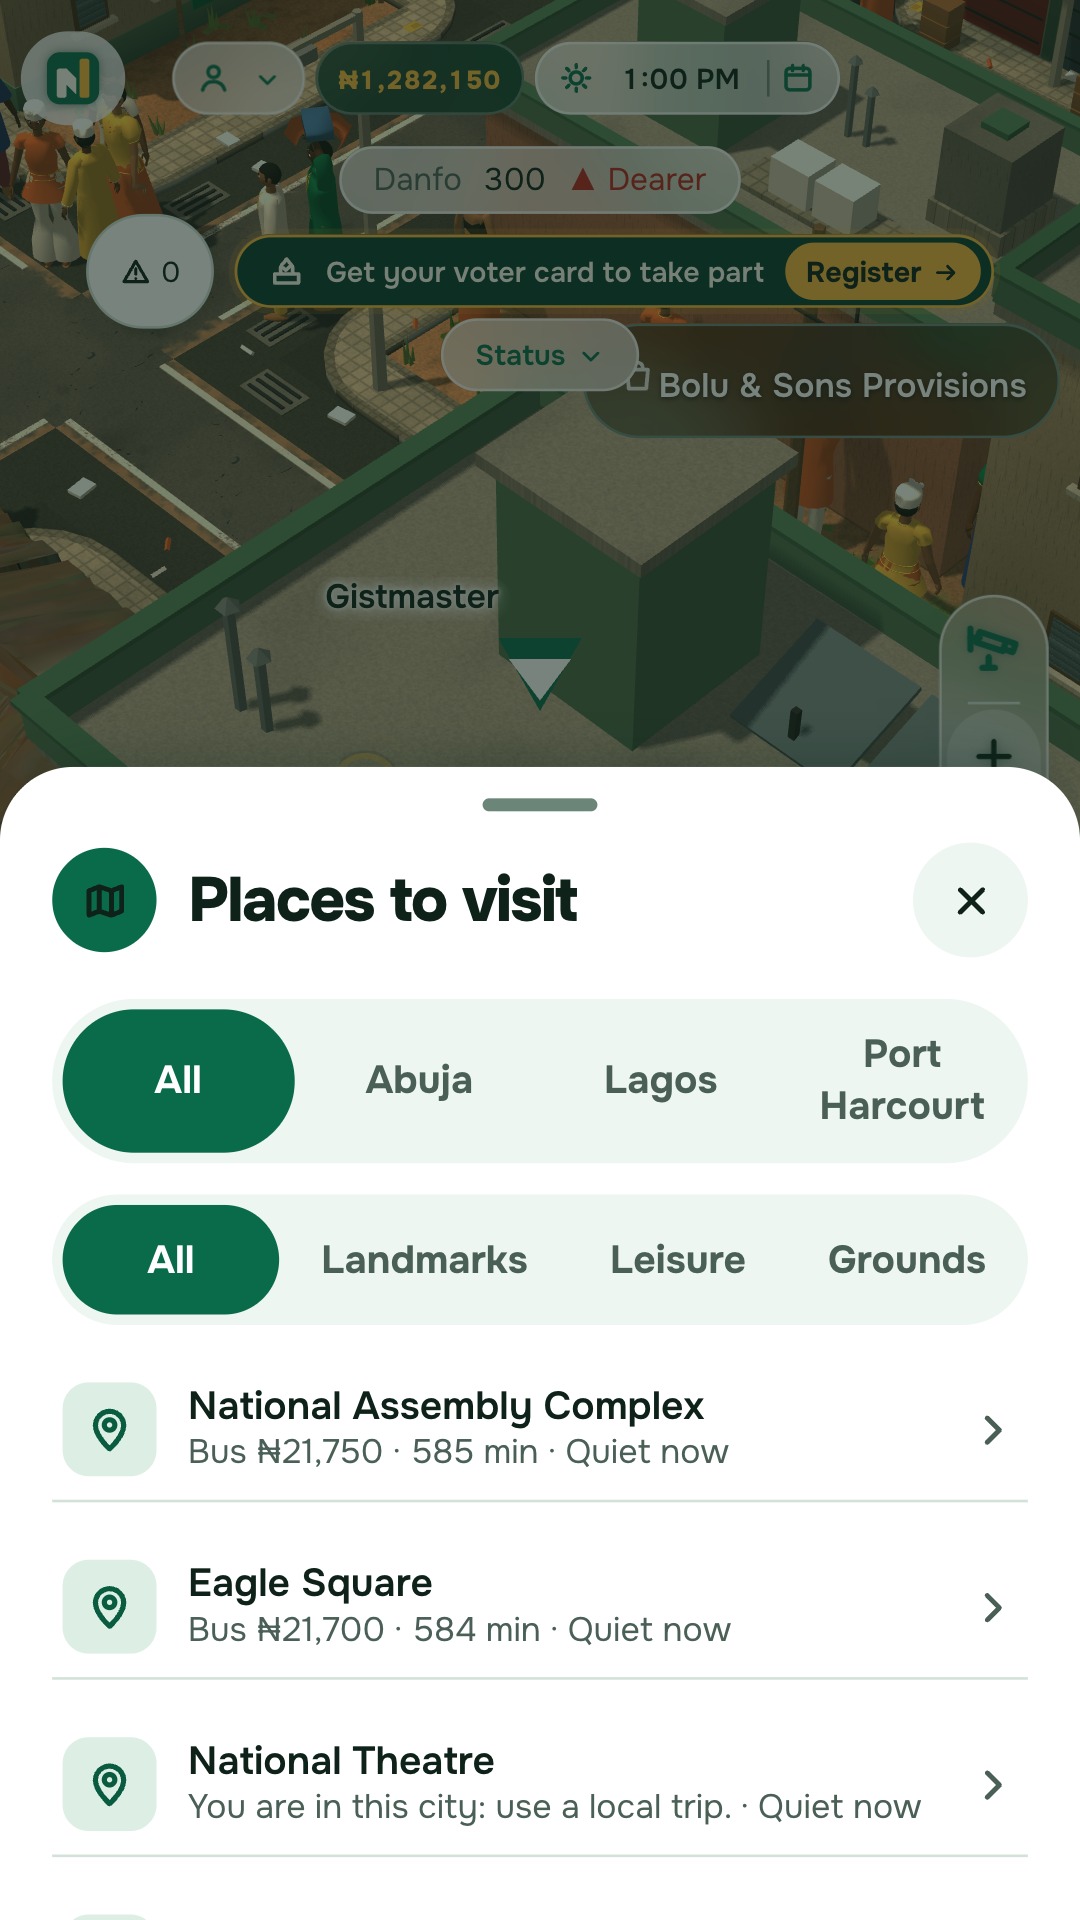 ₦1,282,150
1:00 PM
Danfo 300 ▲ Dearer
0
Get your voter card to take part
Register →
Status
Bolu & Sons Provisions
Gistmaster
Places to visit
All
Abuja
Lagos
Port
Harcourt
All
Landmarks
Leisure
Grounds
National Assembly Complex
Bus ₦21,750 · 585 min · Quiet now
Eagle Square
Bus ₦21,700 · 584 min · Quiet now
National Theatre
You are in this city: use a local trip. · Quiet now